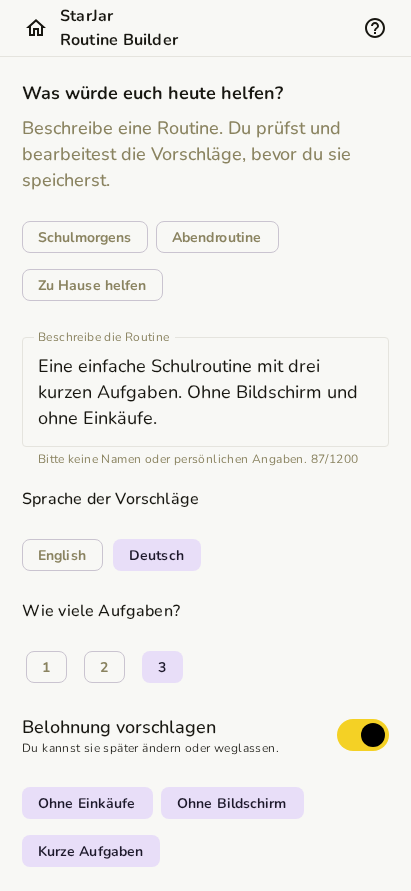 StarJar
Routine Builder
Was würde euch heute helfen?
Beschreibe eine Routine. Du prüfst und
bearbeitest die Vorschläge, bevor du sie
speicherst.
Schulmorgens
Abendroutine
Zu Hause helfen
Beschreibe die Routine
Eine einfache Schulroutine mit drei
kurzen Aufgaben. Ohne Bildschirm und
ohne Einkäufe.
Bitte keine Namen oder persönlichen Angaben. 87/1200
Sprache der Vorschläge
English
Deutsch
Wie viele Aufgaben?
1
2
3
Belohnung vorschlagen
Du kannst sie später ändern oder weglassen.
Ohne Einkäufe
Ohne Bildschirm
Kurze Aufgaben